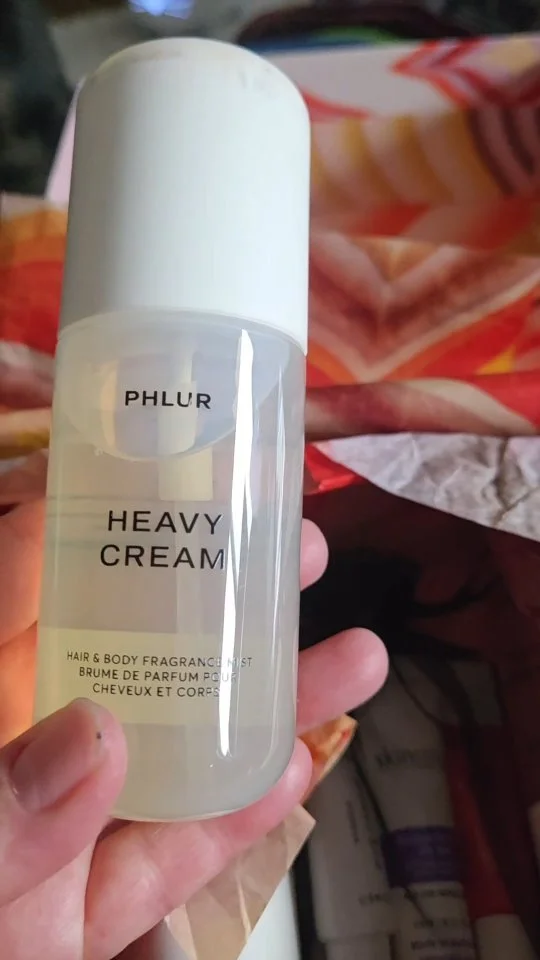 PHLUR
HEAVY
CREAM
HAIR & BODY FRAGRANCE MIST
BRUME DE PARFUM POUR
CHEVEUX ET CORPS